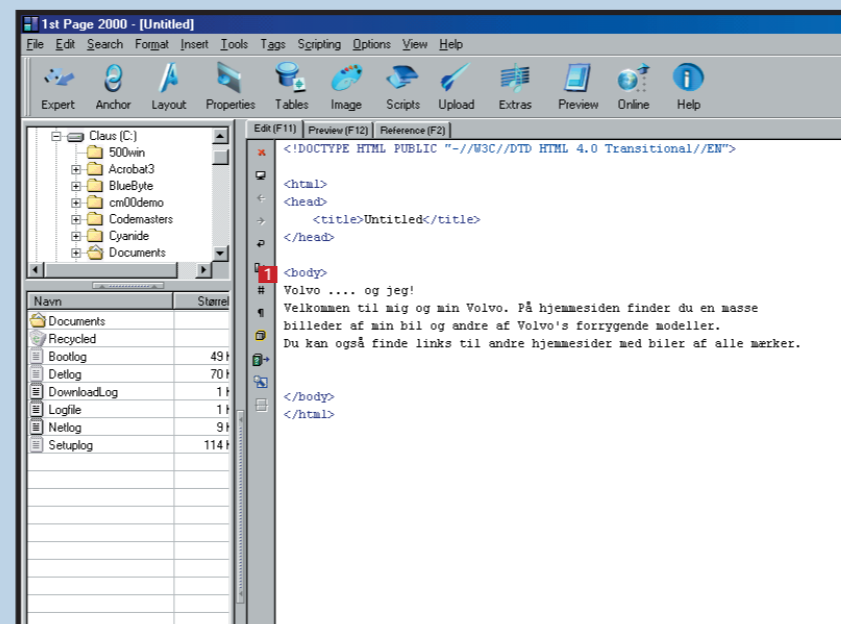 1st Page 2000 - [Untitled]
File Edit Search Format Insert Tools Tags Scripting Options View Help
Expert Anchor Layout Properties Tables Image Scripts Upload Extras Preview Online Help
Edit (F11) Preview (F12) Reference (F2)
Claus (C:)
500win
Acrobat3
BlueByte
cm00demo
Codemasters
Cyanide
Documents
Navn Størrel
Documents
Recycled
Bootlog 49 k
Detlog 70 k
DownloadLog 1 k
Logfile 1 k
Netlog 9 k
Setuplog 114 k
<!DOCTYPE HTML PUBLIC "-//W3C//DTD HTML 4.0 Transitional//EN">
<html>
<head>
<title>Untitled</title>
</head>
1
<body>
Volvo .... og jeg!
Velkommen til mig og min Volvo. På hjemmesiden finder du en masse
billeder af min bil og andre af Volvo's forrygende modeller.
Du kan også finde links til andre hjemmesider med biler af alle mærker.
</body>
</html>